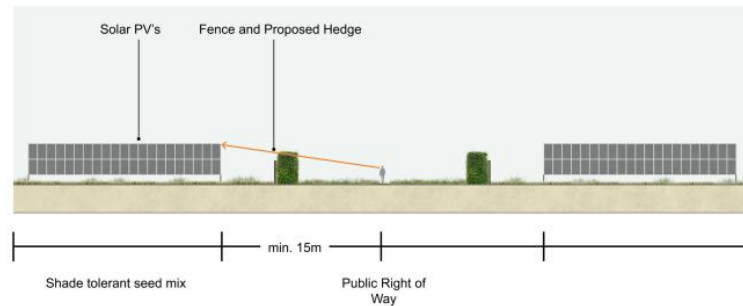 Solar PV's
Fence and Proposed Hedge
min. 15m
Shade tolerant seed mix
Public Right of
Way